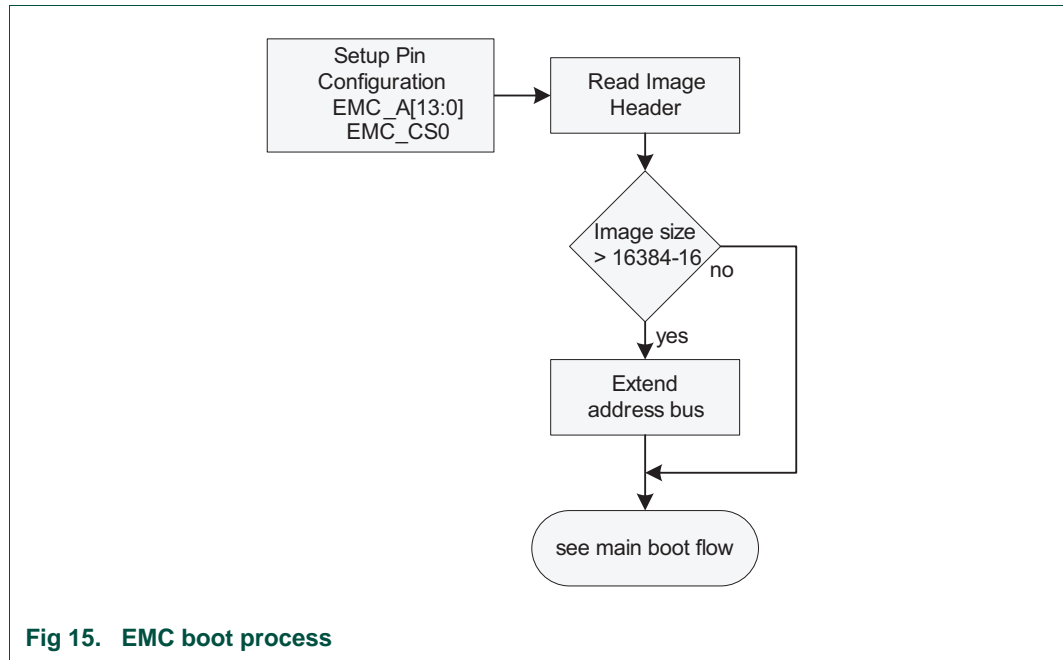 Setup Pin
Configuration
EMC_A[13:0]
EMC_CS0
Read Image
Header
Image size
> 16384-16
no
yes
Extend
address bus
see main boot flow
Fig 15. EMC boot process